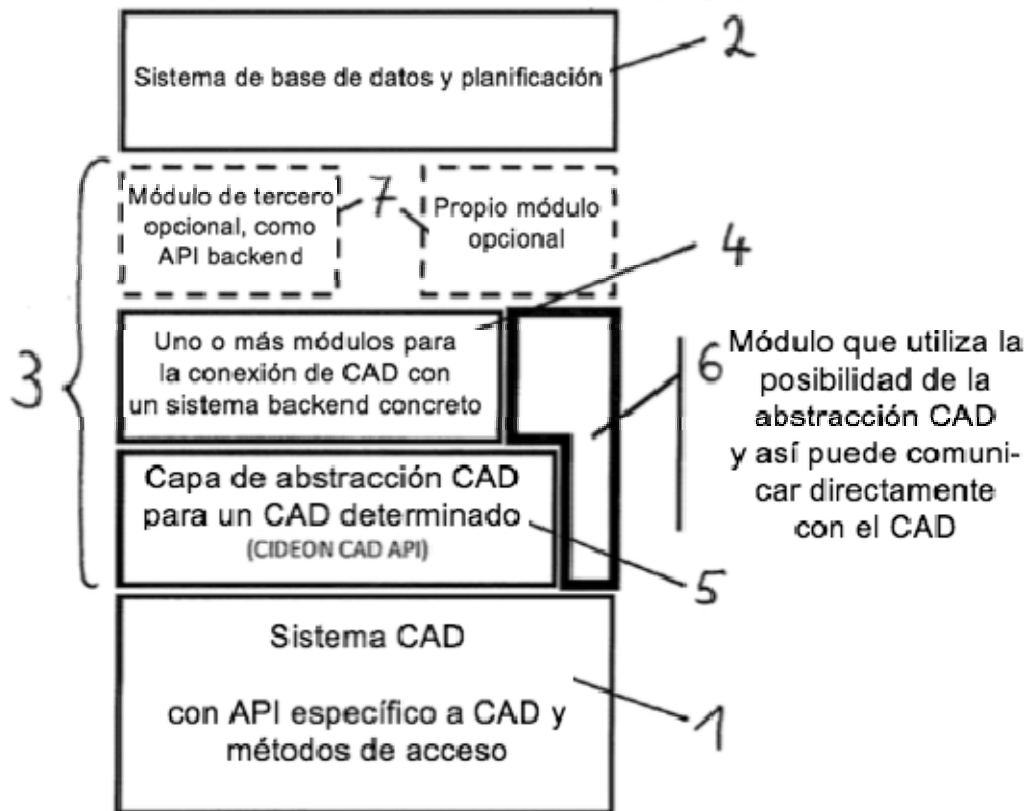 2
Sistema de base de datos y planificación
Módulo de tercero
opcional, como
API backend
7
Propio módulo
opcional
4
Uno o más módulos para
la conexión de CAD con
un sistema backend concreto
3
6
Módulo que utiliza la
posibilidad de la
abstracción CAD
y así puede comuni-
car directamente
con el CAD
Capa de abstracción CAD
para un CAD determinado
(CIDEON CAD API)
5
Sistema CAD
con API específico a CAD y
métodos de acceso
1